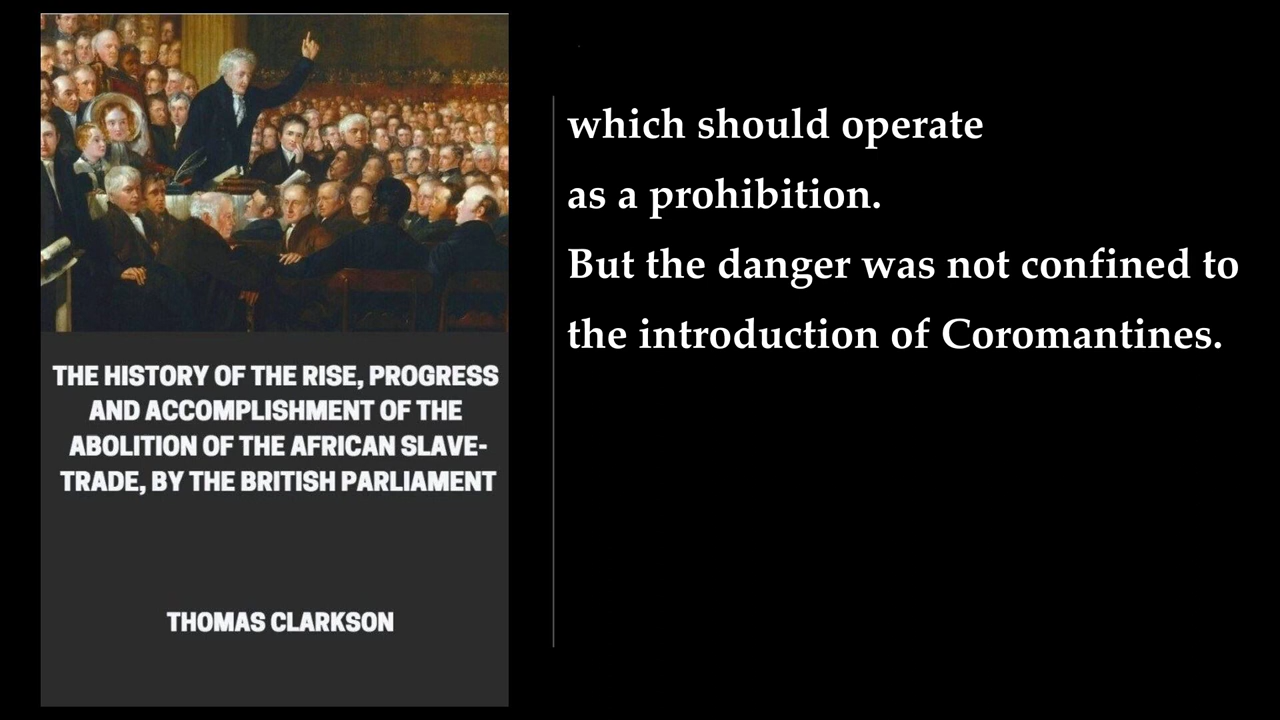 THE HISTORY OF THE RISE, PROGRESS
AND ACCOMPLISHMENT OF THE
ABOLITION OF THE AFRICAN SLAVE-
TRADE, BY THE BRITISH PARLIAMENT
THOMAS CLARKSON
which should operate
as a prohibition.
But the danger was not confined to
the introduction of Coromantines.